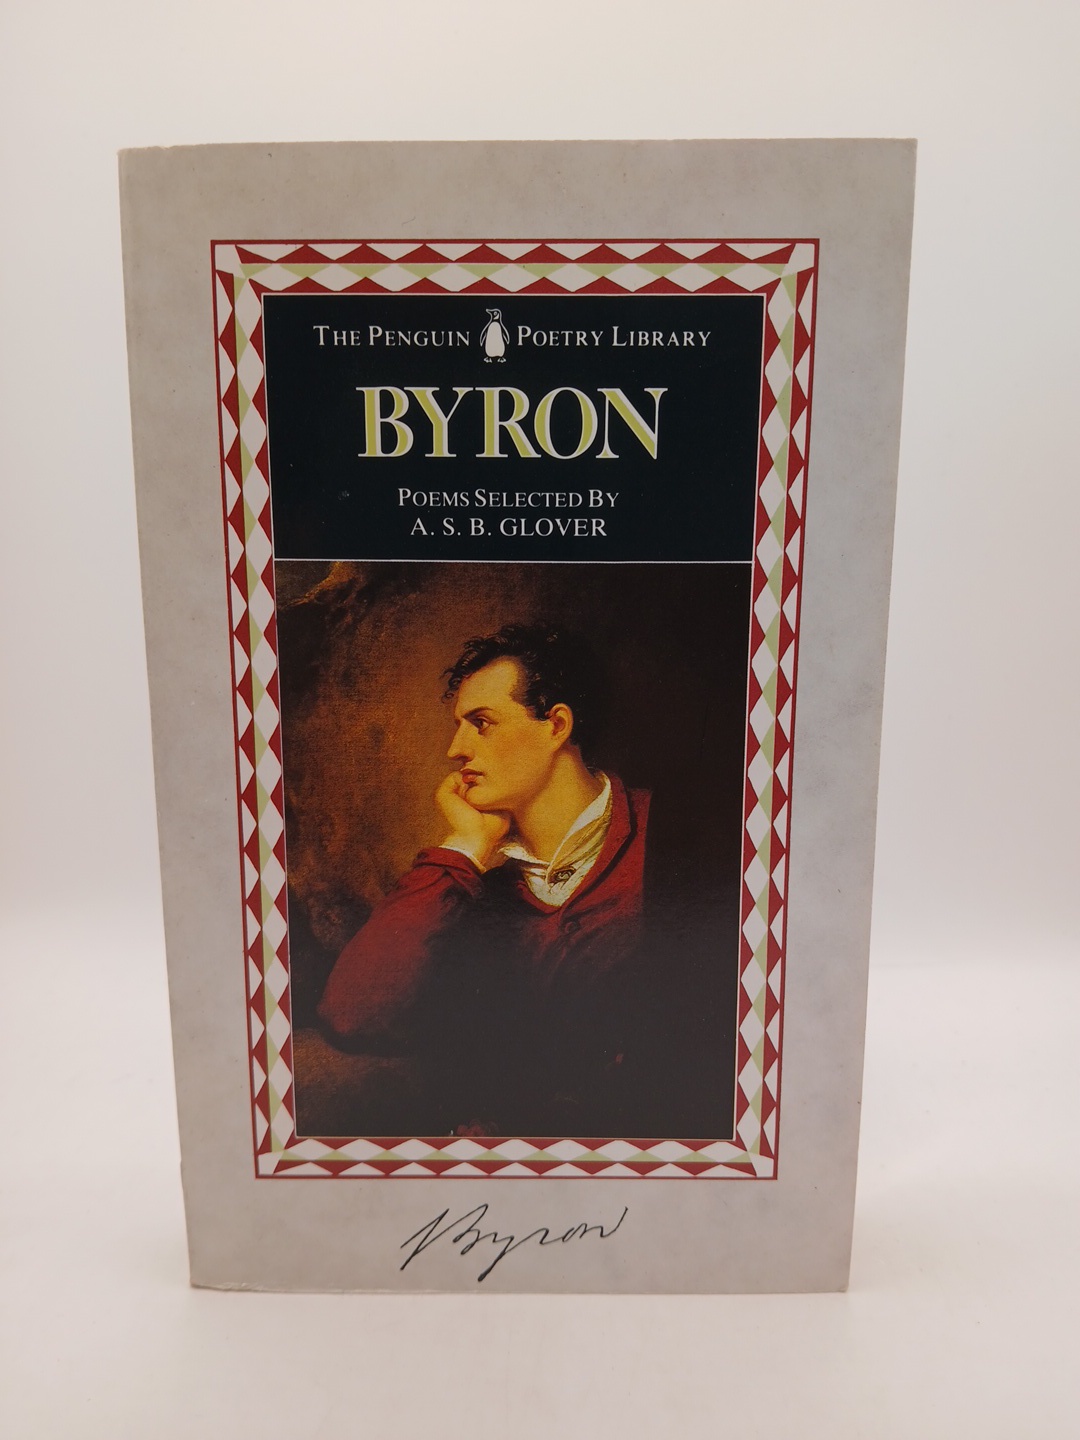 THE PENGUIN POETRY LIBRARY
BYRON
POEMS SELECTED BY
A. S. B. GLOVER
Byron